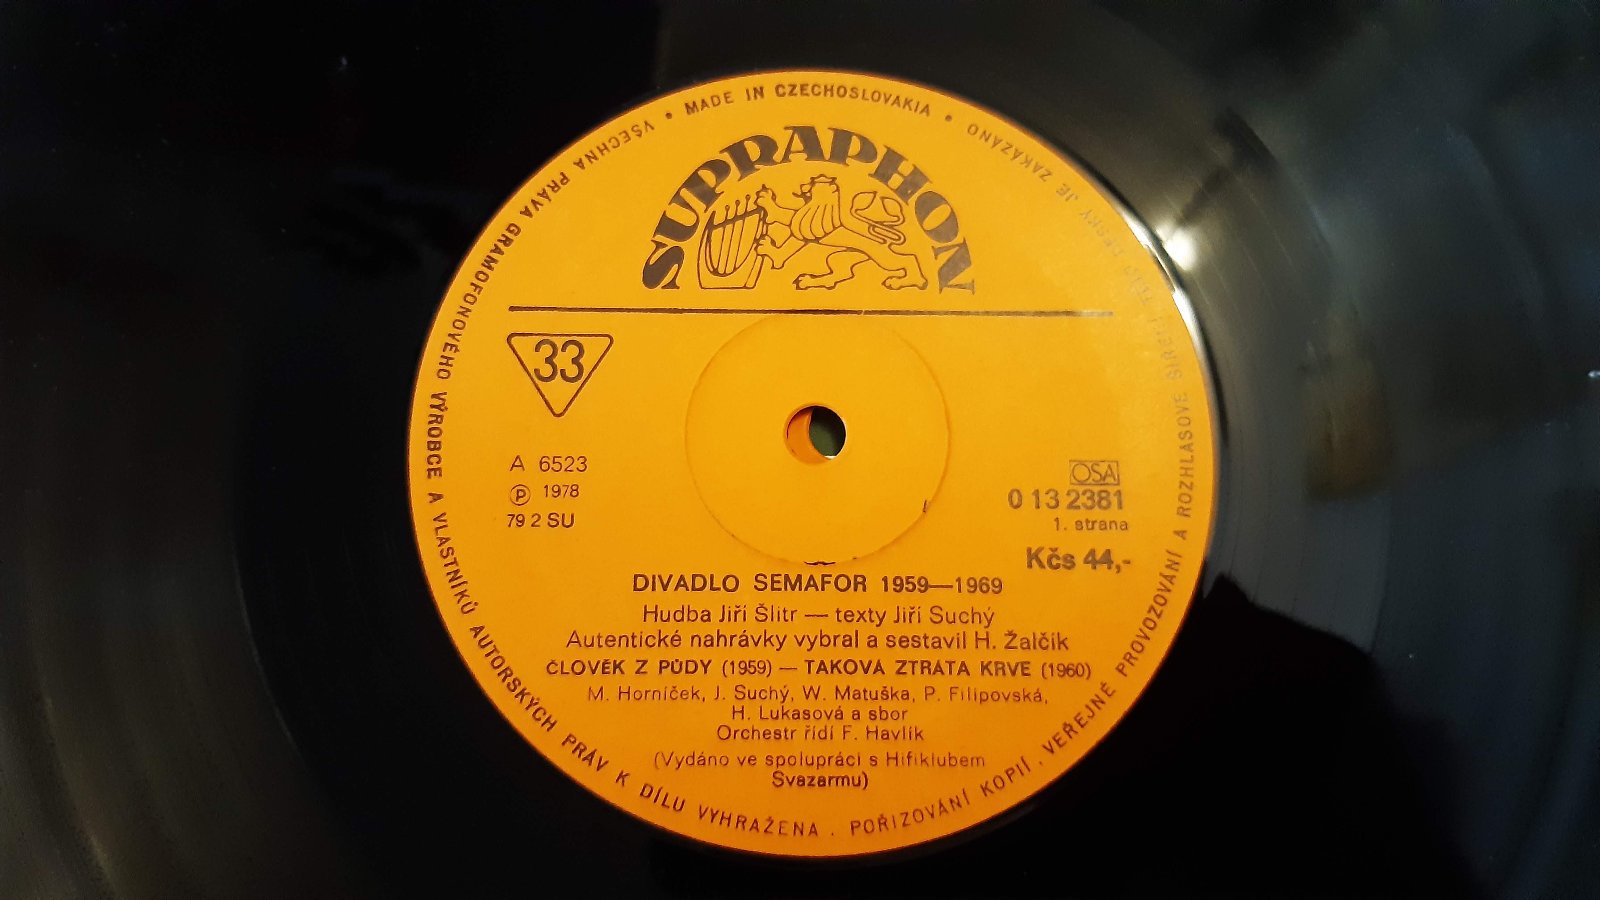 MADE IN CZECHOSLOVAKIA •
SUPRAPHON
33
A 6523
Ⓟ 1978
79 2 SU
OSA
0 13 2381
1. strana
Kčs 44,-
DIVADLO SEMAFOR 1959—1969
Hudba Jiří Šlitr — texty Jiří Suchý
Autentické nahrávky vybral a sestavil H. Žalčík
ČLOVĚK Z PŮDY (1959) — TAKOVÁ ZTRÁTA KRVE (1960)
M. Horníček, J. Suchý, W. Matuška, P. Filipovská,
H. Lukasová a sbor
Orchestr řídí F. Havlík
(Vydáno ve spolupráci s Hifiklubem
Svazarmu)
VŠECHNA PRÁVA GRAMOFONOVÉHO VÝROBCE A VLASTNÍKŮ AUTORSKÝCH PRÁV K DÍLU VYHRAŽENA . POŘIZOVÁNÍ KOPIÍ . VEŘEJNÉ PROVOZOVÁNÍ A ROZHLASOVÉ ŠÍŘENÍ DESKY JE ZAKÁZÁNO •